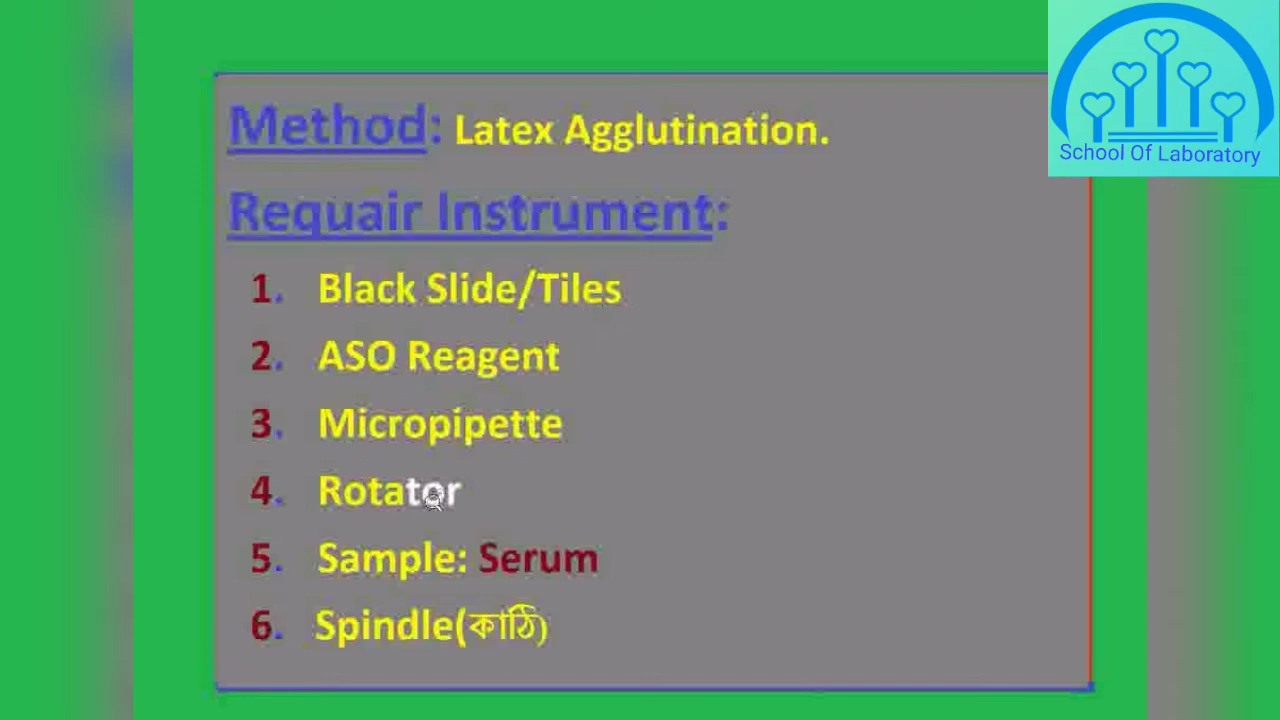 School Of Laboratory
Method: Latex Agglutination.
Requair Instrument:
1. Black Slide/Tiles
2. ASO Reagent
3. Micropipette
4. Rotator
5. Sample: Serum
6. Spindle(কাঠি)